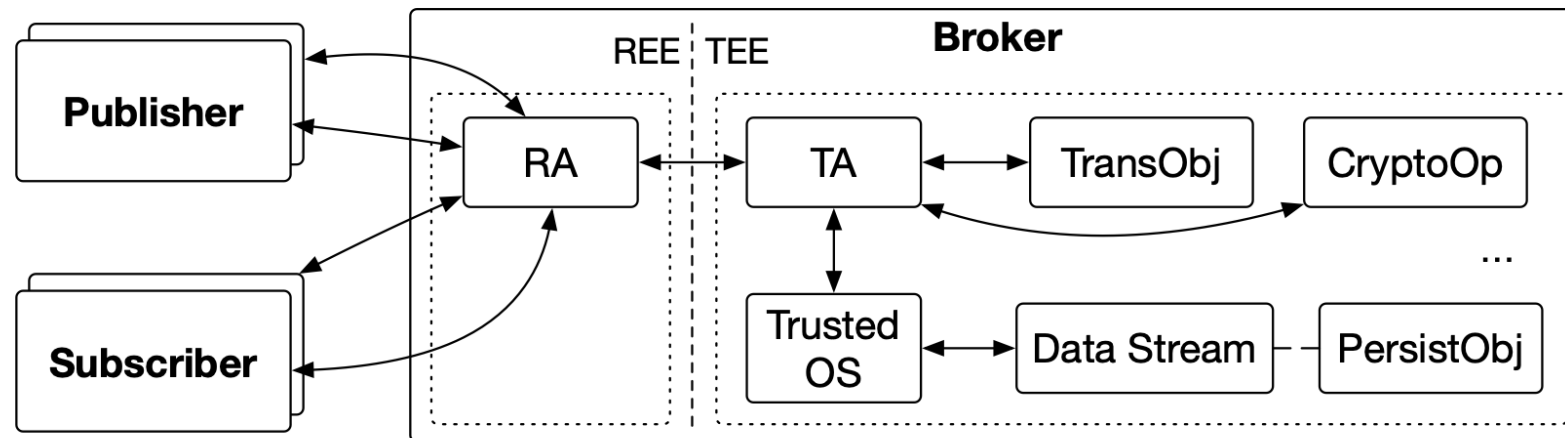 Broker
REE
TEE
Publisher
RA
TA
TransObj
CryptoOp
...
Subscriber
Trusted
OS
Data Stream
PersistObj